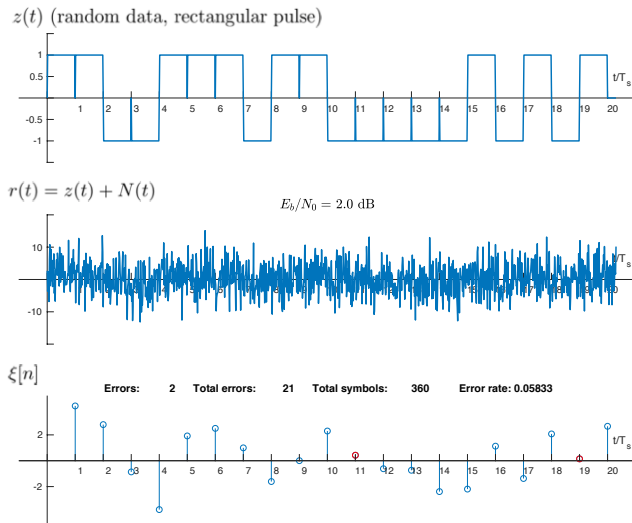 z(t) (random data, rectangular pulse)
1
0.5
-0.5
-1
t/T_s
1 2 3 4 5 6 7 8 9 10 11 12 13 14 15 16 17 18 19 20
r(t) = z(t) + N(t)
E_b/N_0 = 2.0 dB
10
-10
t/T_s
ξ[n]
Errors: 2 Total errors: 21 Total symbols: 360 Error rate: 0.05833
2
-2
t/T_s
1 2 3 4 5 6 7 8 9 10 11 12 13 14 15 16 17 18 19 20